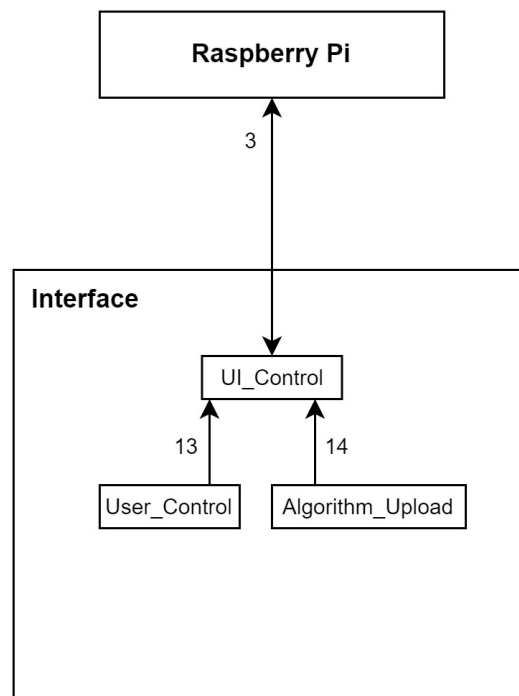 Raspberry Pi
3
Interface
UI_Control
13
14
User_Control
Algorithm_Upload